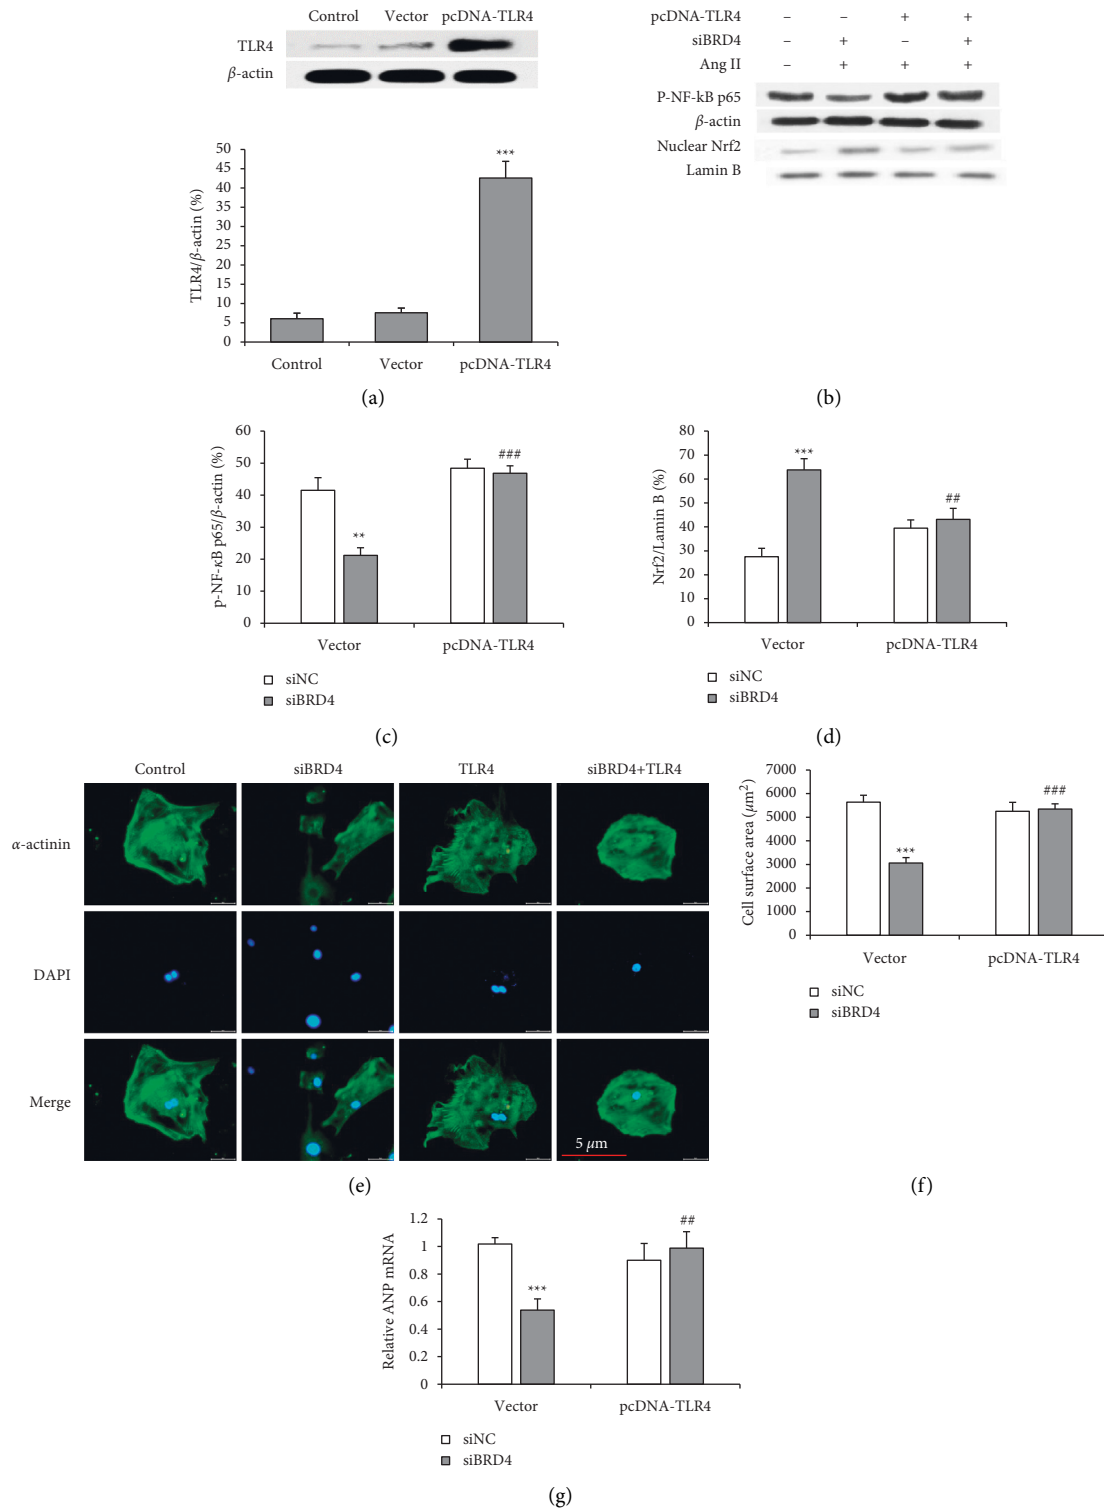 Control Vector pcDNA-TLR4
TLR4
β-actin
50
45
40
35
30
25
20
15
10
5
0
TLR4/β-actin (%)
***
Control Vector pcDNA-TLR4
(a)
pcDNA-TLR4 – – + +
siBRD4 – + – +
Ang II – + + +
P-NF-kB p65
β-actin
Nuclear Nrf2
Lamin B
(b)
60
50
40
30
20
10
0
p-NF-κB p65/β-actin (%)
**
###
Vector pcDNA-TLR4
siNC
siBRD4
(c)
80
70
60
50
40
30
20
10
0
Nrf2/Lamin B (%)
***
##
Vector pcDNA-TLR4
siNC
siBRD4
(d)
Control siBRD4 TLR4 siBRD4+TLR4
α-actinin
DAPI
Merge
5 μm
(e)
7000
6000
5000
4000
3000
2000
1000
0
Cell surface area (μm²)
***
###
Vector pcDNA-TLR4
siNC
siBRD4
(f)
1.2
1
0.8
0.6
0.4
0.2
0
Relative ANP mRNA
***
##
Vector pcDNA-TLR4
siNC
siBRD4
(g)